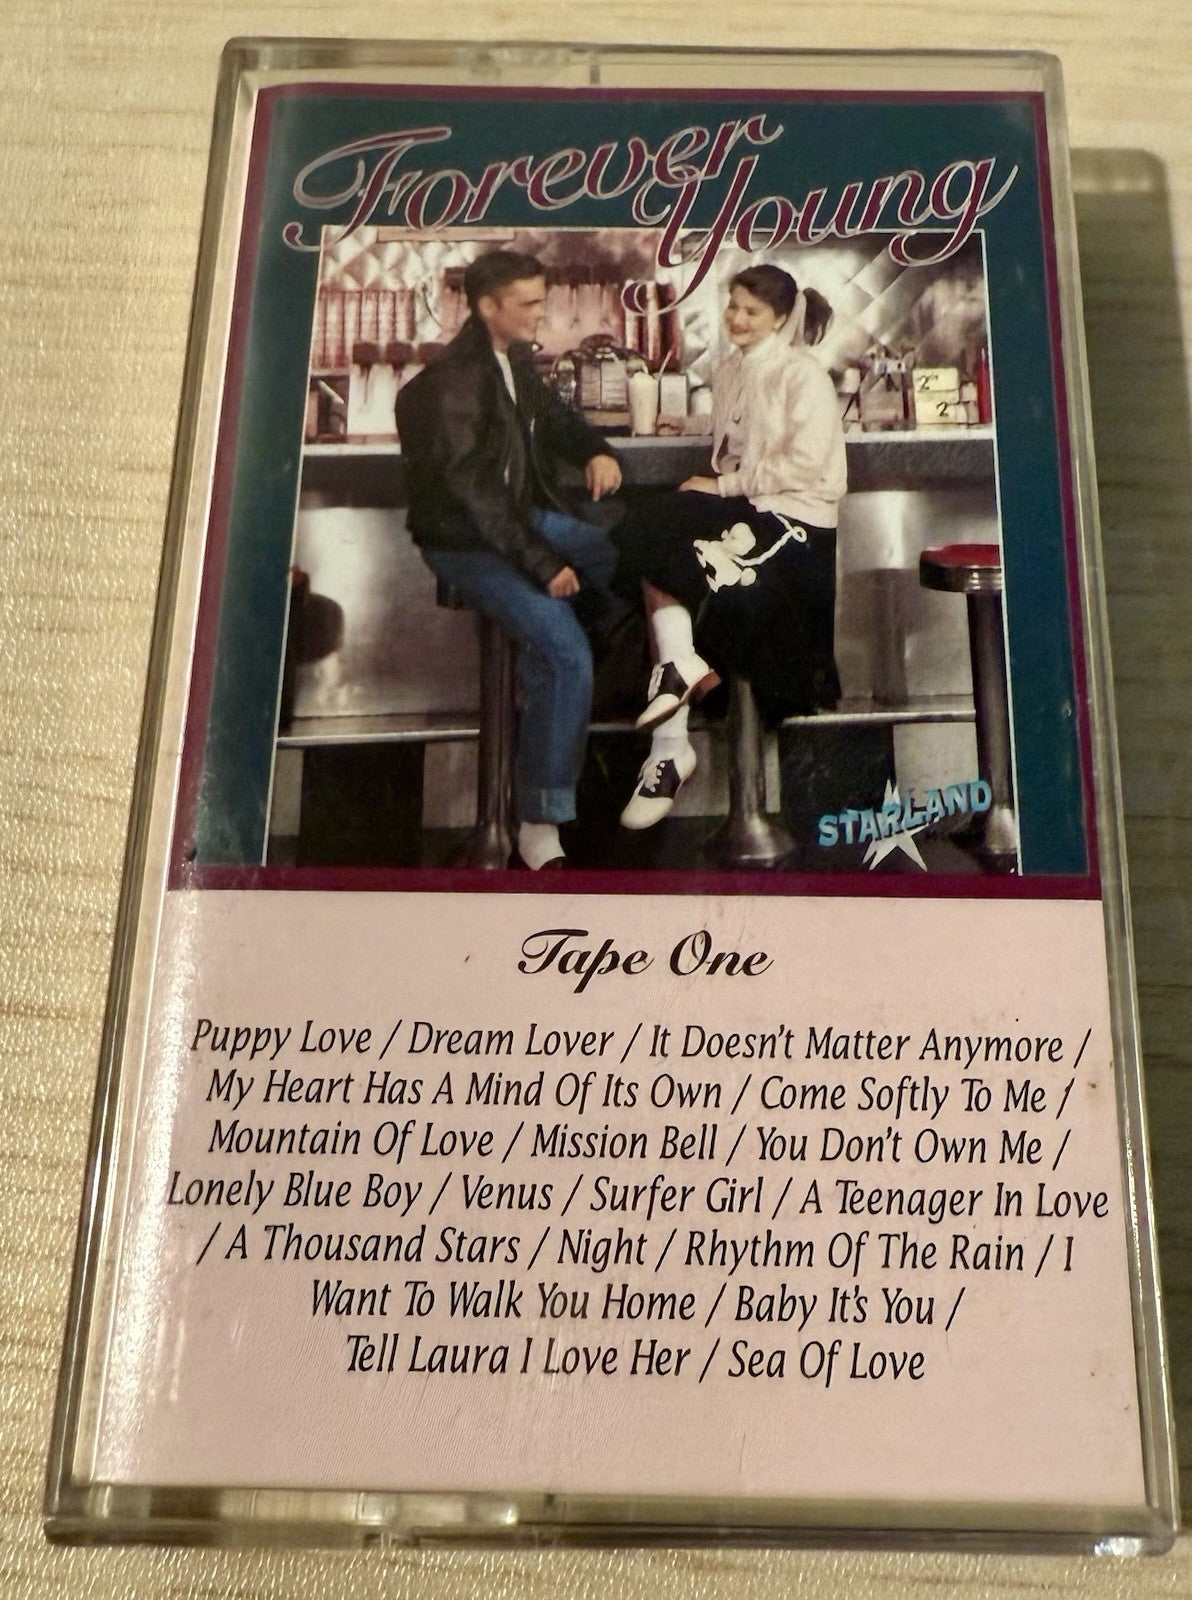 Forever
Young
2
2
STARLAND
Tape One
Puppy Love / Dream Lover / It Doesn't Matter Anymore /
My Heart Has A Mind Of Its Own / Come Softly To Me /
Mountain Of Love / Mission Bell / You Don't Own Me /
Lonely Blue Boy / Venus / Surfer Girl / A Teenager In Love
/ A Thousand Stars / Night / Rhythm Of The Rain / I
Want To Walk You Home / Baby It's You /
Tell Laura I Love Her / Sea Of Love